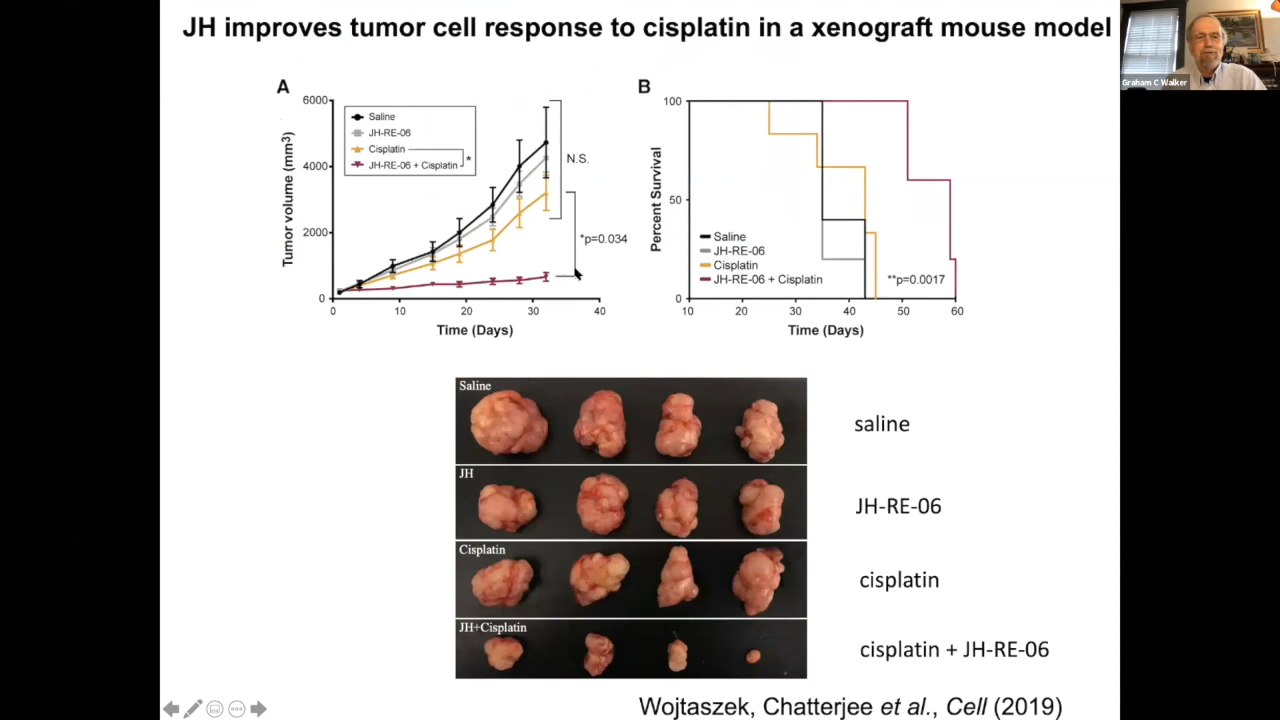 JH improves tumor cell response to cisplatin in a xenograft mouse model
Graham C Walker
A
Tumor volume (mm3)
6000
4000
2000
0
0 10 20 30 40
Time (Days)
Saline
JH-RE-06
Cisplatin
JH-RE-06 + Cisplatin
*
N.S.
*p=0.034
B
Percent Survival
100
50
0
10 20 30 40 50 60
Time (Days)
Saline
JH-RE-06
Cisplatin
JH-RE-06 + Cisplatin
**p=0.0017
Saline
saline
JH
JH-RE-06
Cisplatin
cisplatin
JH+Cisplatin
cisplatin + JH-RE-06
Wojtaszek, Chatterjee et al., Cell (2019)